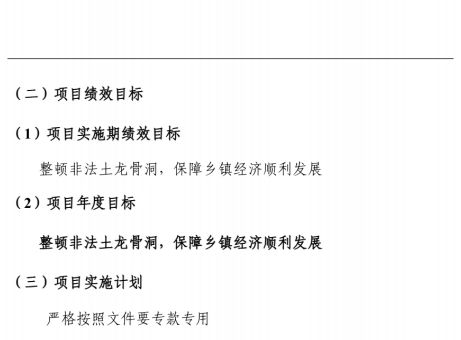 （二）项目绩效目标
（1）项目实施期绩效目标
整顿非法土龙骨洞，保障乡镇经济顺利发展
（2）项目年度目标
整顿非法土龙骨洞，保障乡镇经济顺利发展
（三）项目实施计划
严格按照文件要专款专用